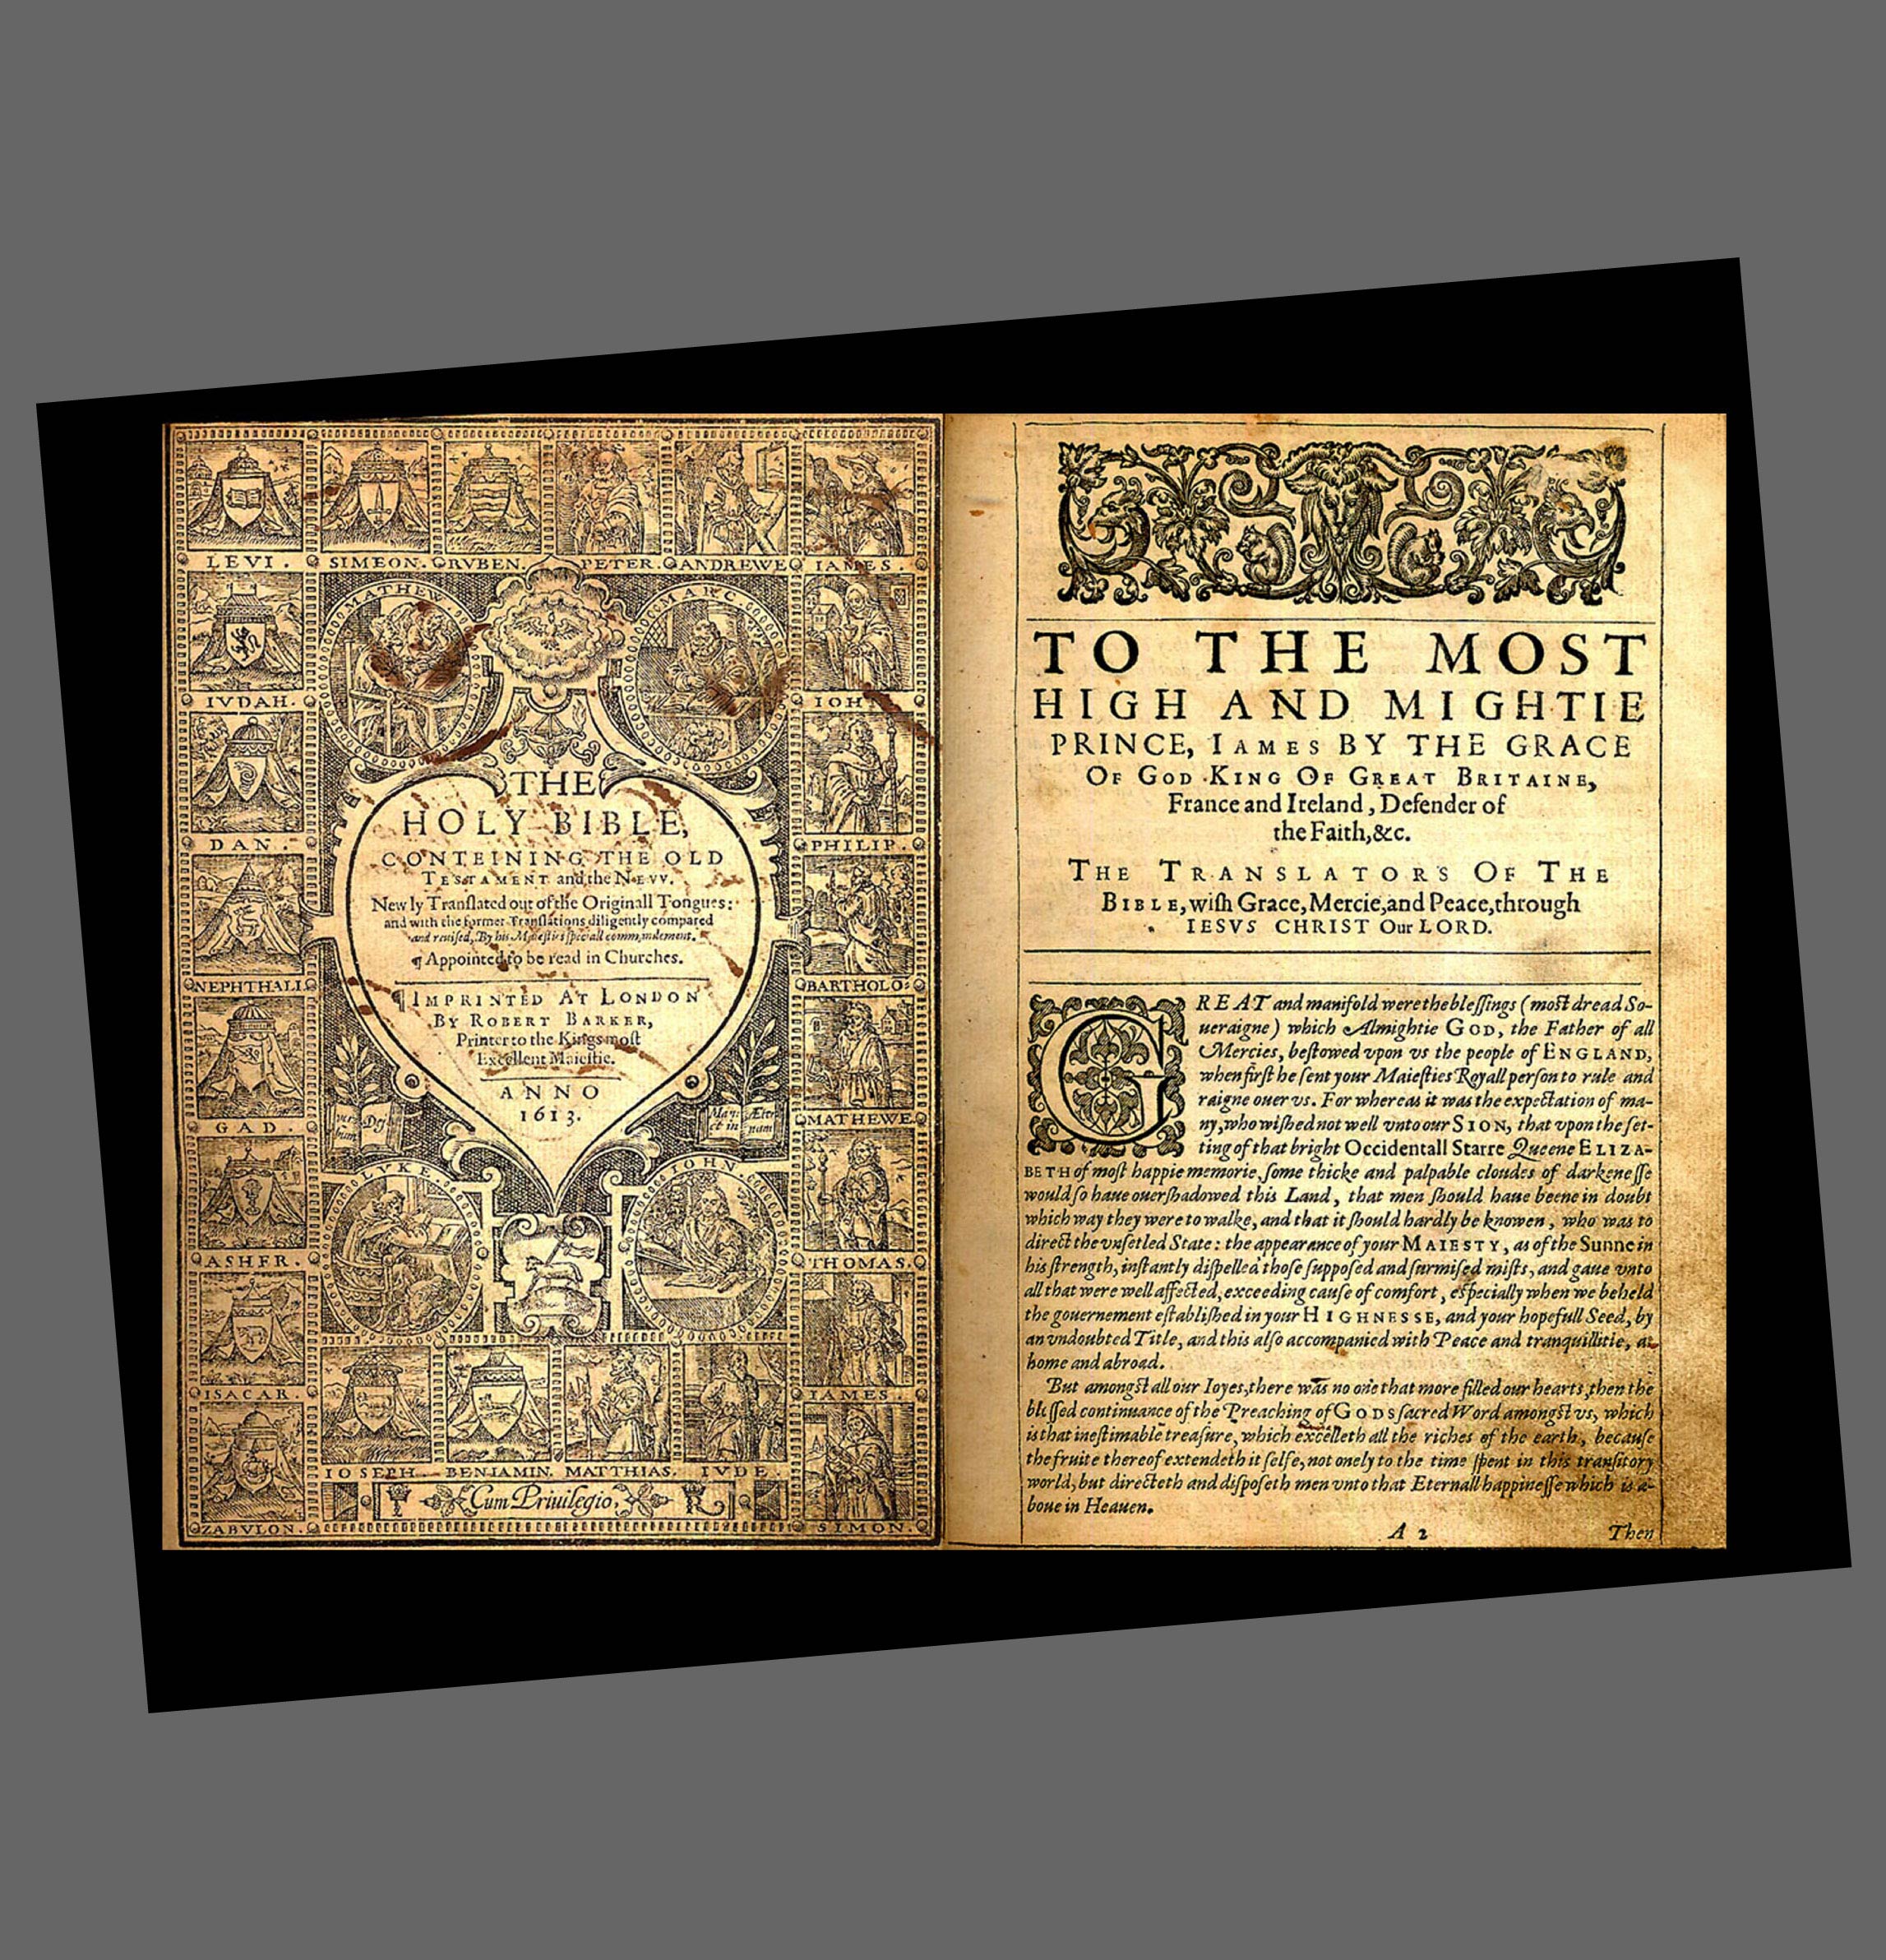 LEVI.
SIMEON.
RVBEN.
PETER.
ANDREWE
IAMES.
MATHEW.
MARC.
IVDAH.
IOH
DAN.
PHILIP.
NEPHTHALI.
BARTHOLO:
GAD.
MATHEWE
ASHER.
THOMAS.
ISACAR.
IAMES
ZABVLON.
SIMON.
THE
HOLY BIBLE,
CONTEINING THE OLD
TESTAMENT and the NEVV.
Newly Tranſlated out of the Originall Tongues:
and with the former Tranſlations diligently compared
and reuiſed, By his Maieſties ſpeciall commandement.
¶ Appointed to be read in Churches.
¶ IMPRINTED AT LONDON
BY ROBERT BARKER,
Printer to the Kings moſt
Excellent Maieſtie.
ANNO
1613.
LVKE
IOHN
IOSEPH
BENIAMIN.
MATTHIAS.
IVDE.
Cum Priuilegio,
TO THE MOST
HIGH AND MIGHTIE
PRINCE, IAMES BY THE GRACE
OF GOD KING OF GREAT BRITAINE,
France and Ireland, Defender of
the Faith, &c.
THE TRANSLATORS OF THE
BIBLE, wiſh Grace, Mercie, and Peace, through
IESVS CHRIST Our LORD.
GREAT and manifold were the bleſſings (moſt dread So-
ueraigne) which Almightie GOD, the Father of all
Mercies, beſtowed vpon vs the people of ENGLAND,
when firſt he ſent your Maieſties Royall perſon to rule and
raigne ouer vs. For whereas it was the expectation of ma-
ny, who wiſhed not well vnto our SION, that vpon the ſet-
ting of that bright Occidentall Starre Queene ELIZA-
BETH of moſt happie memorie, ſome thicke and palpable cloudes of darkeneſſe
would ſo haue ouerſhadowed this Land, that men ſhould haue beene in doubt
which way they were to walke, and that it ſhould hardly be knowen, who was to
direct the vnſetled State: the appearance of your MAIESTY, as of the Sunne in
his ſtrength, inſtantly diſpelled thoſe ſuppoſed and ſurmiſed miſts, and gaue vnto
all that were well affected, exceeding cauſe of comfort, eſpecially when we beheld
the gouernement eſtabliſhed in your HIGHNESSE, and your hopefull Seed, by
an vndoubted Title, and this alſo accompanied with Peace and tranquillitie, a
home and abroad.
But amongſt all our Ioyes, there was no one that more filled our hearts, then the
bleſſed continuance of the Preaching of GODS ſacred Word amongſt vs, which
is that ineſtimable treaſure, which excelleth all the riches of the earth, becauſe
the fruite thereof extendeth it ſelfe, not onely to the time ſpent in this tranſitory
world, but directeth and diſpoſeth men vnto that Eternall happineſſe which is a-
boue in Heauen.
A 2
Then